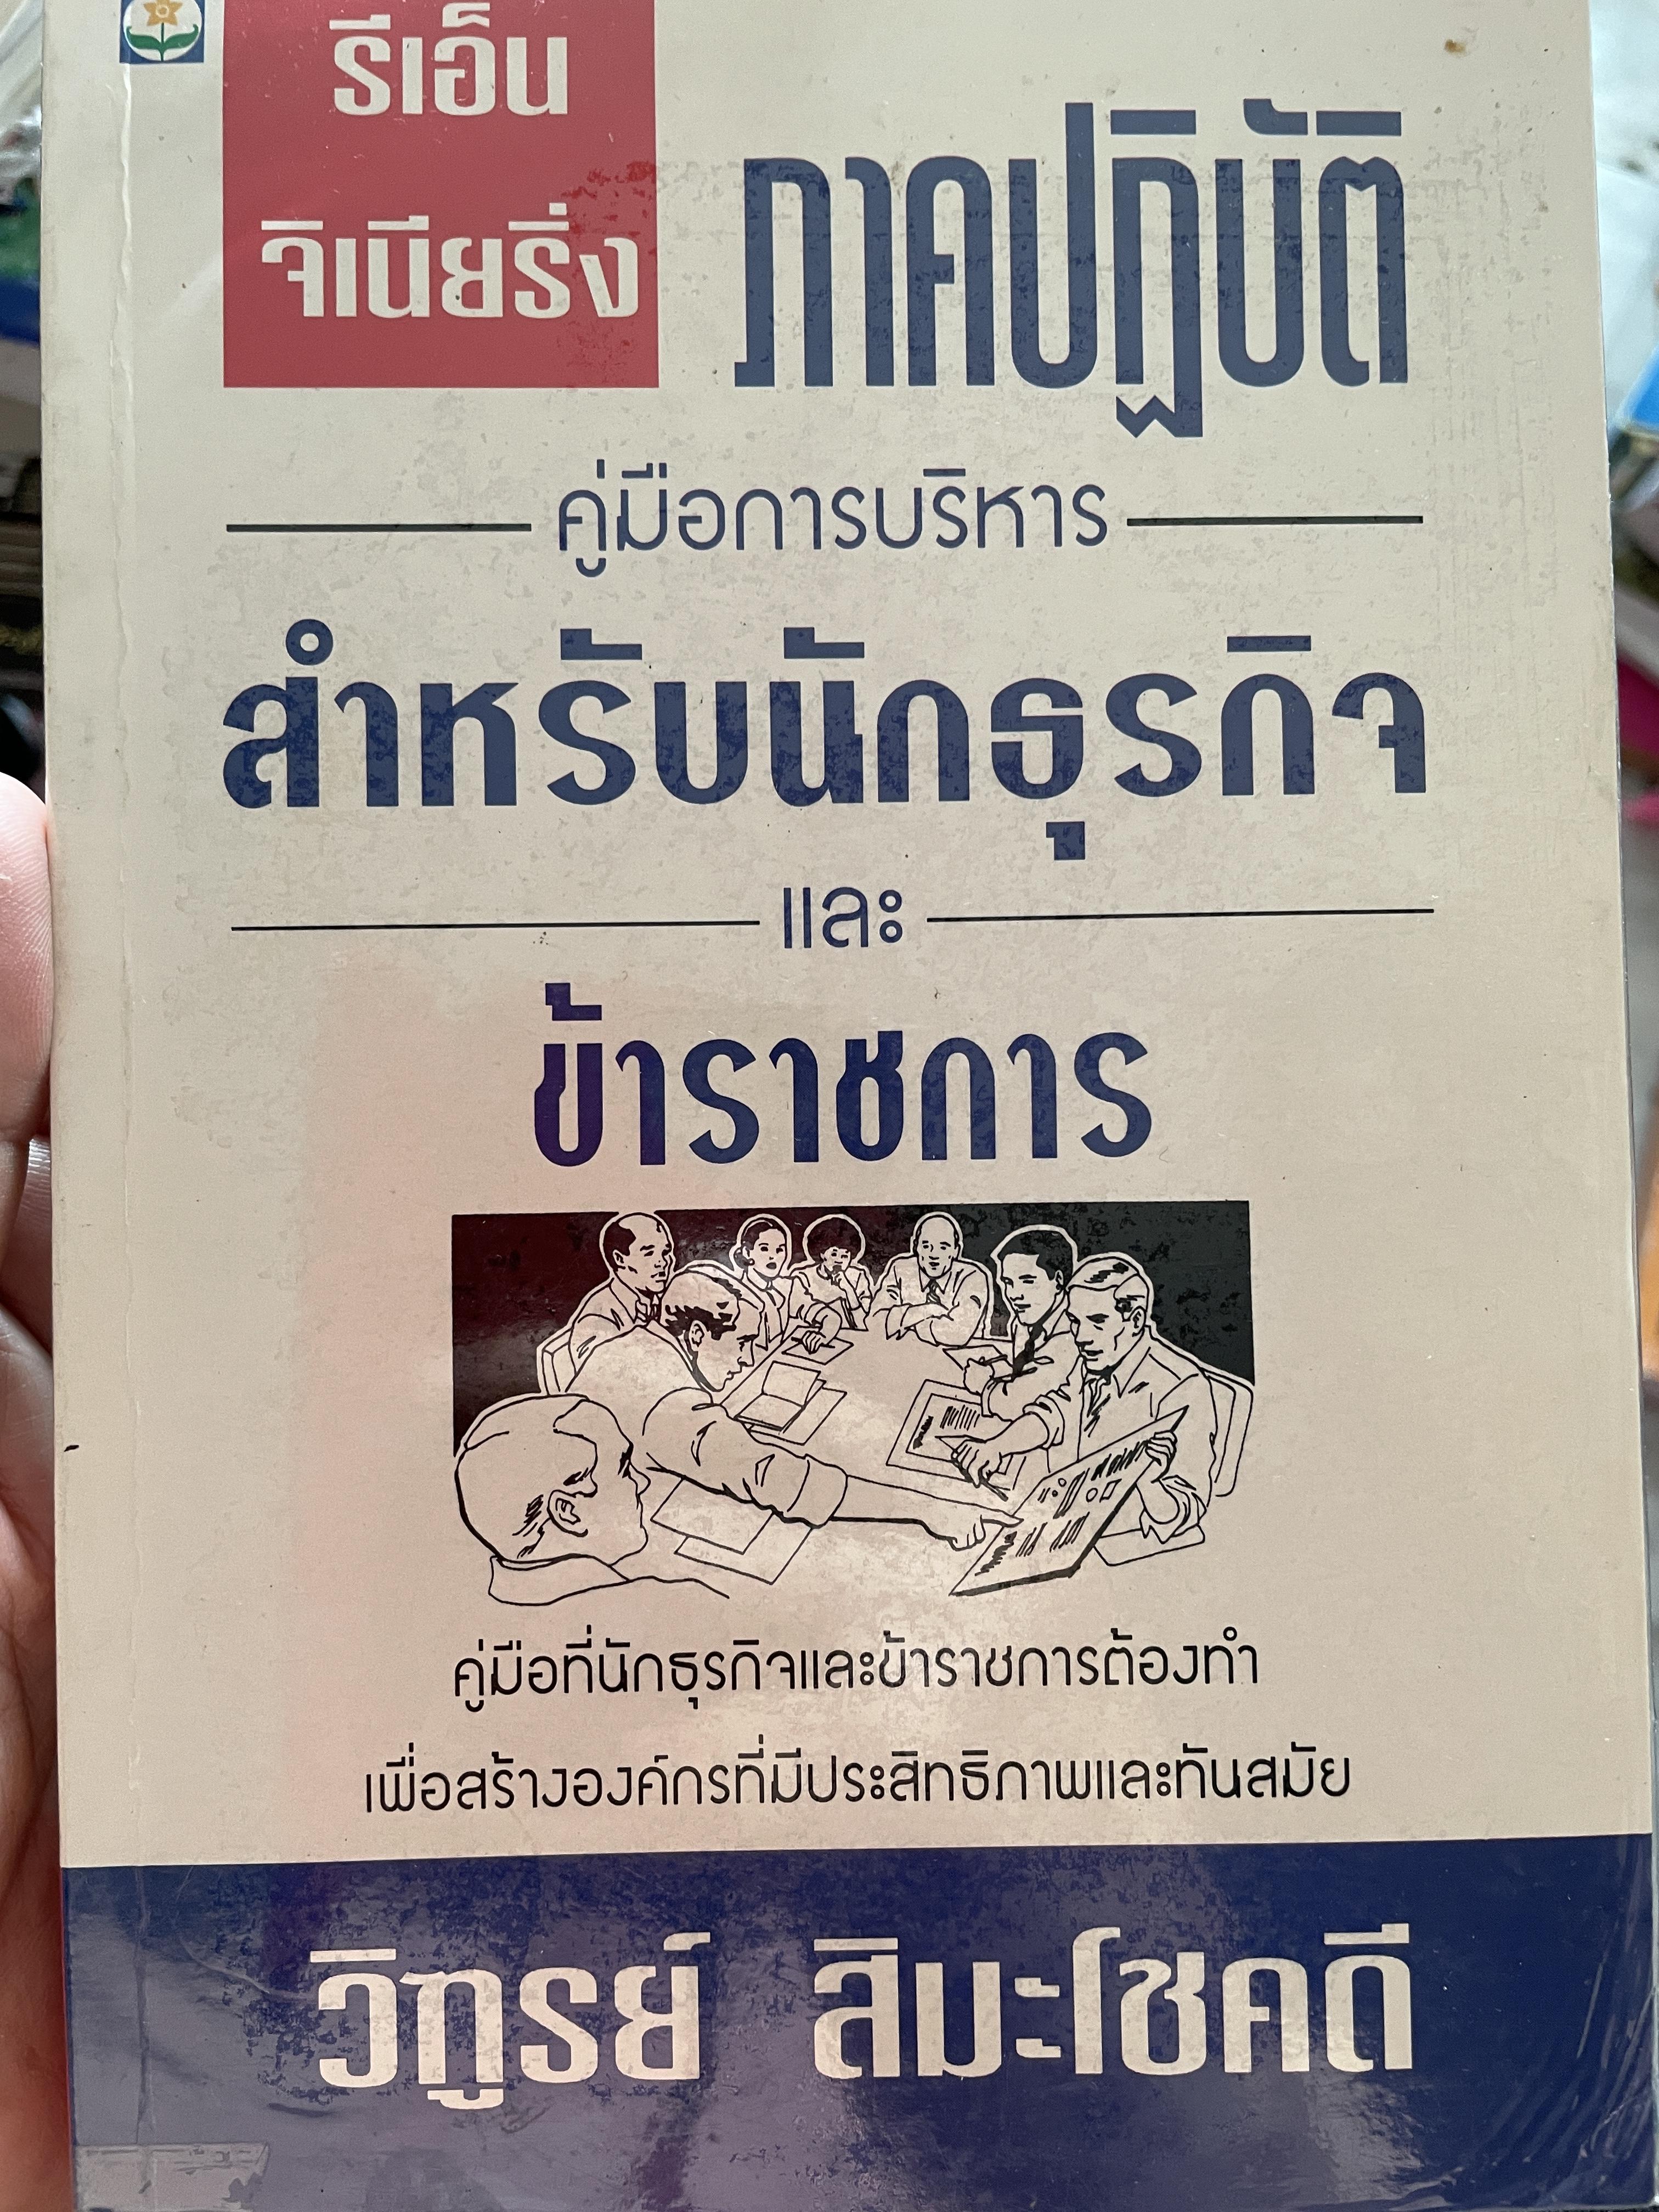 รีเอ็น
จิเนียริ่ง
ภาคปฏิบัติ
คู่มือการบริหาร
สำหรับนักธุรกิจ
และ
ข้าราชการ
คู่มือที่นักธุรกิจและข้าราชการต้องทำ
เพื่อสร้างองค์กรที่มีประสิทธิภาพและทันสมัย
วิฑูรย์ สิมะโชคดี